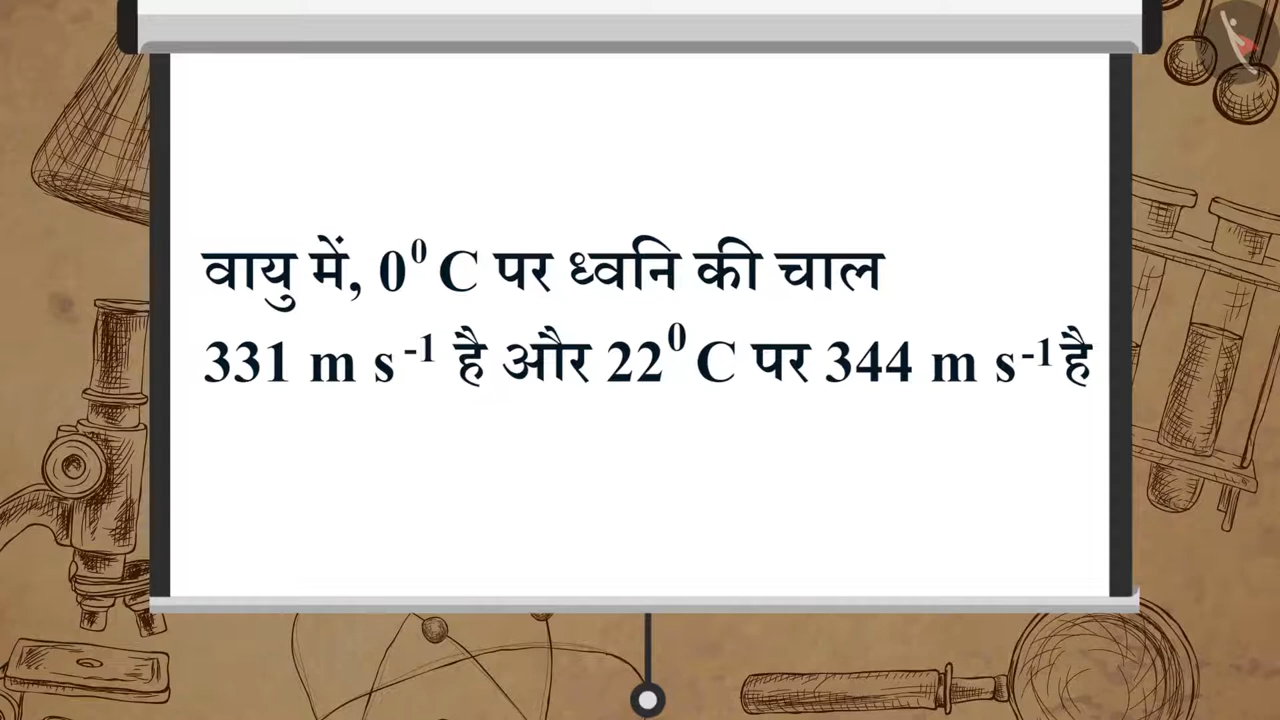 वायु में, 0⁰ C पर ध्वनि की चाल
331 m s⁻¹ है और 22⁰ C पर 344 m s⁻¹ है